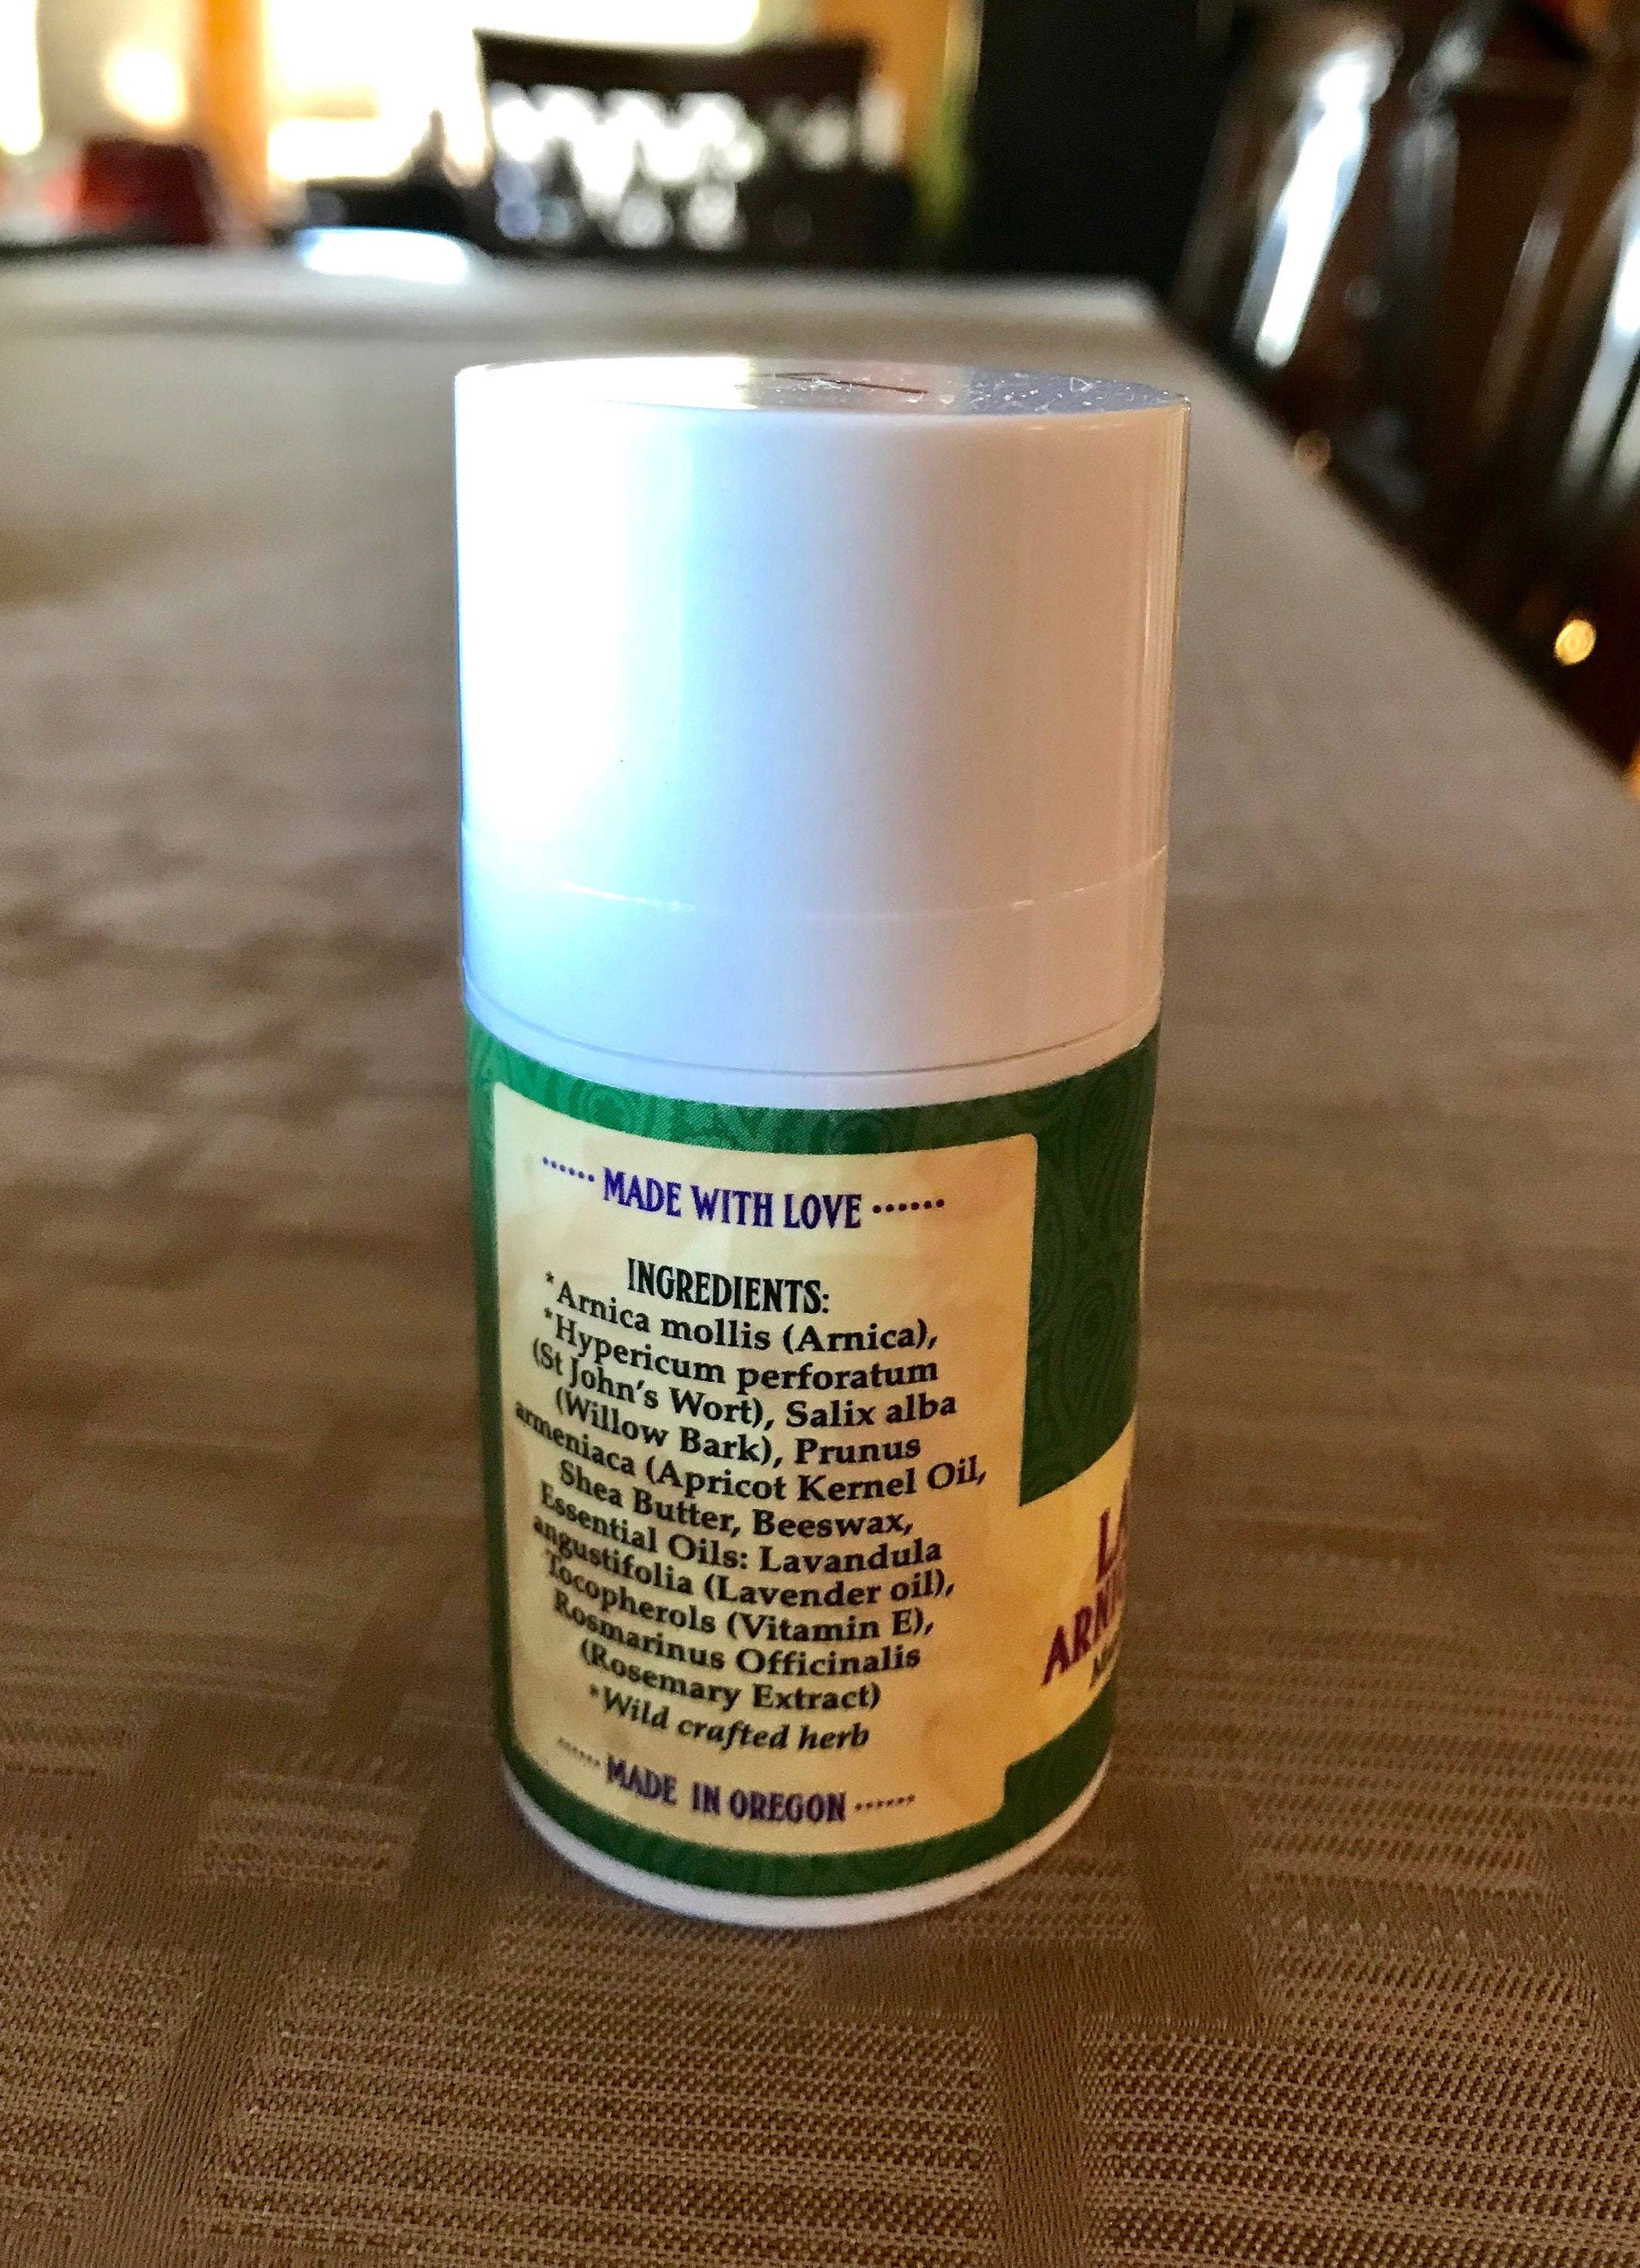 MADE WITH LOVE
INGREDIENTS:
*Arnica mollis (Arnica),
*Hypericum perforatum
(St John's Wort), Salix alba
(Willow Bark), Prunus
armeniaca (Apricot Kernel Oil,
Shea Butter, Beeswax,
Essential Oils: Lavandula
angustifolia (Lavender oil),
Tocopherols (Vitamin E),
Rosmarinus Officinalis
(Rosemary Extract)
*Wild crafted herb
MADE IN OREGON